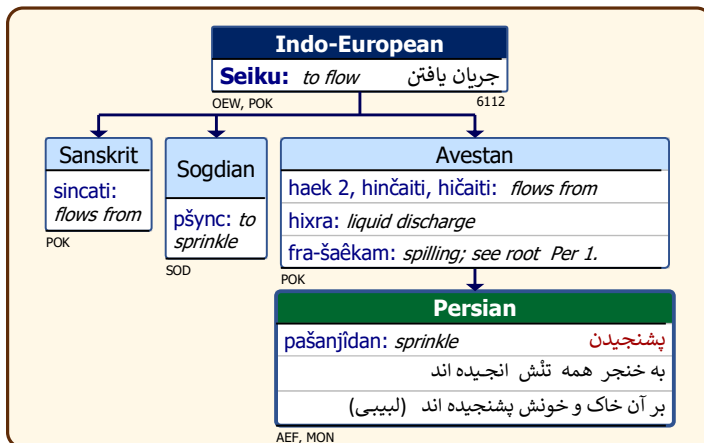 Indo-European
Seiku: to flow جریان یافتن
OEW, POK 6112
Sanskrit
sincati:
flows from
POK
Sogdian
pšync: to
sprinkle
SOD
Avestan
haek 2, hinčaiti, hičaiti: flows from
hixra: liquid discharge
fra-šaêkam: spilling; see root Per 1.
POK
Persian
pašanjîdan: sprinkle پشنجیدن
به خنجر همه تنْش انجیده اند
بر آن خاک و خونش پشنجیده اند (لبیبی)
AEF, MON